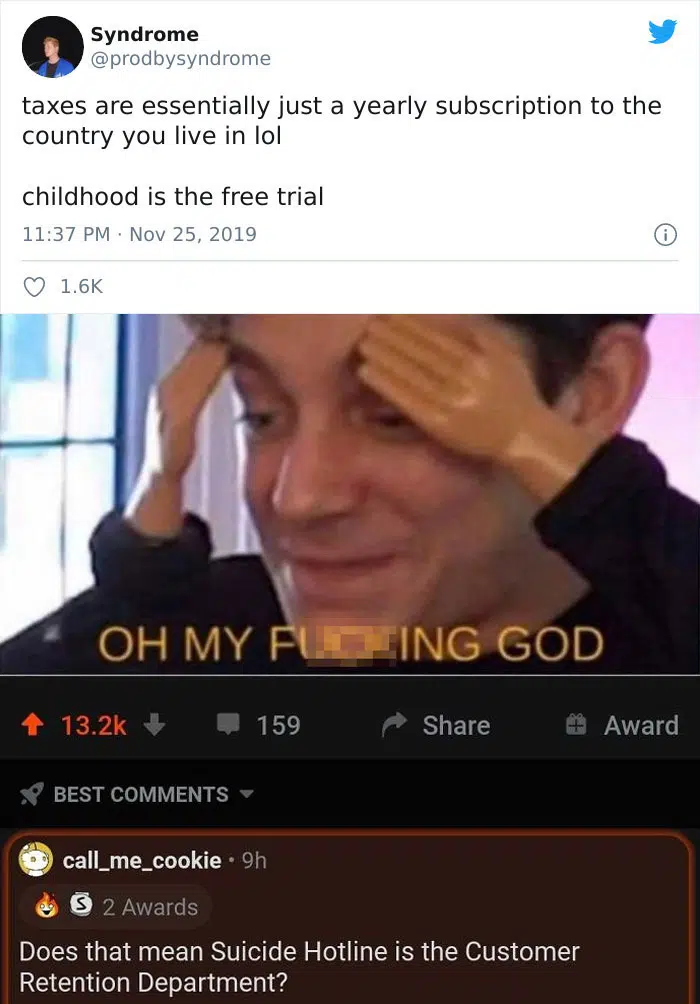 Syndrome
@prodbysyndrome
taxes are essentially just a yearly subscription to the
country you live in lol
childhood is the free trial
11:37 PM · Nov 25, 2019
1.6K
OH MY FU ING GOD
13.2k 159 Share Award
BEST COMMENTS
call_me_cookie • 9h
S 2 Awards
Does that mean Suicide Hotline is the Customer
Retention Department?